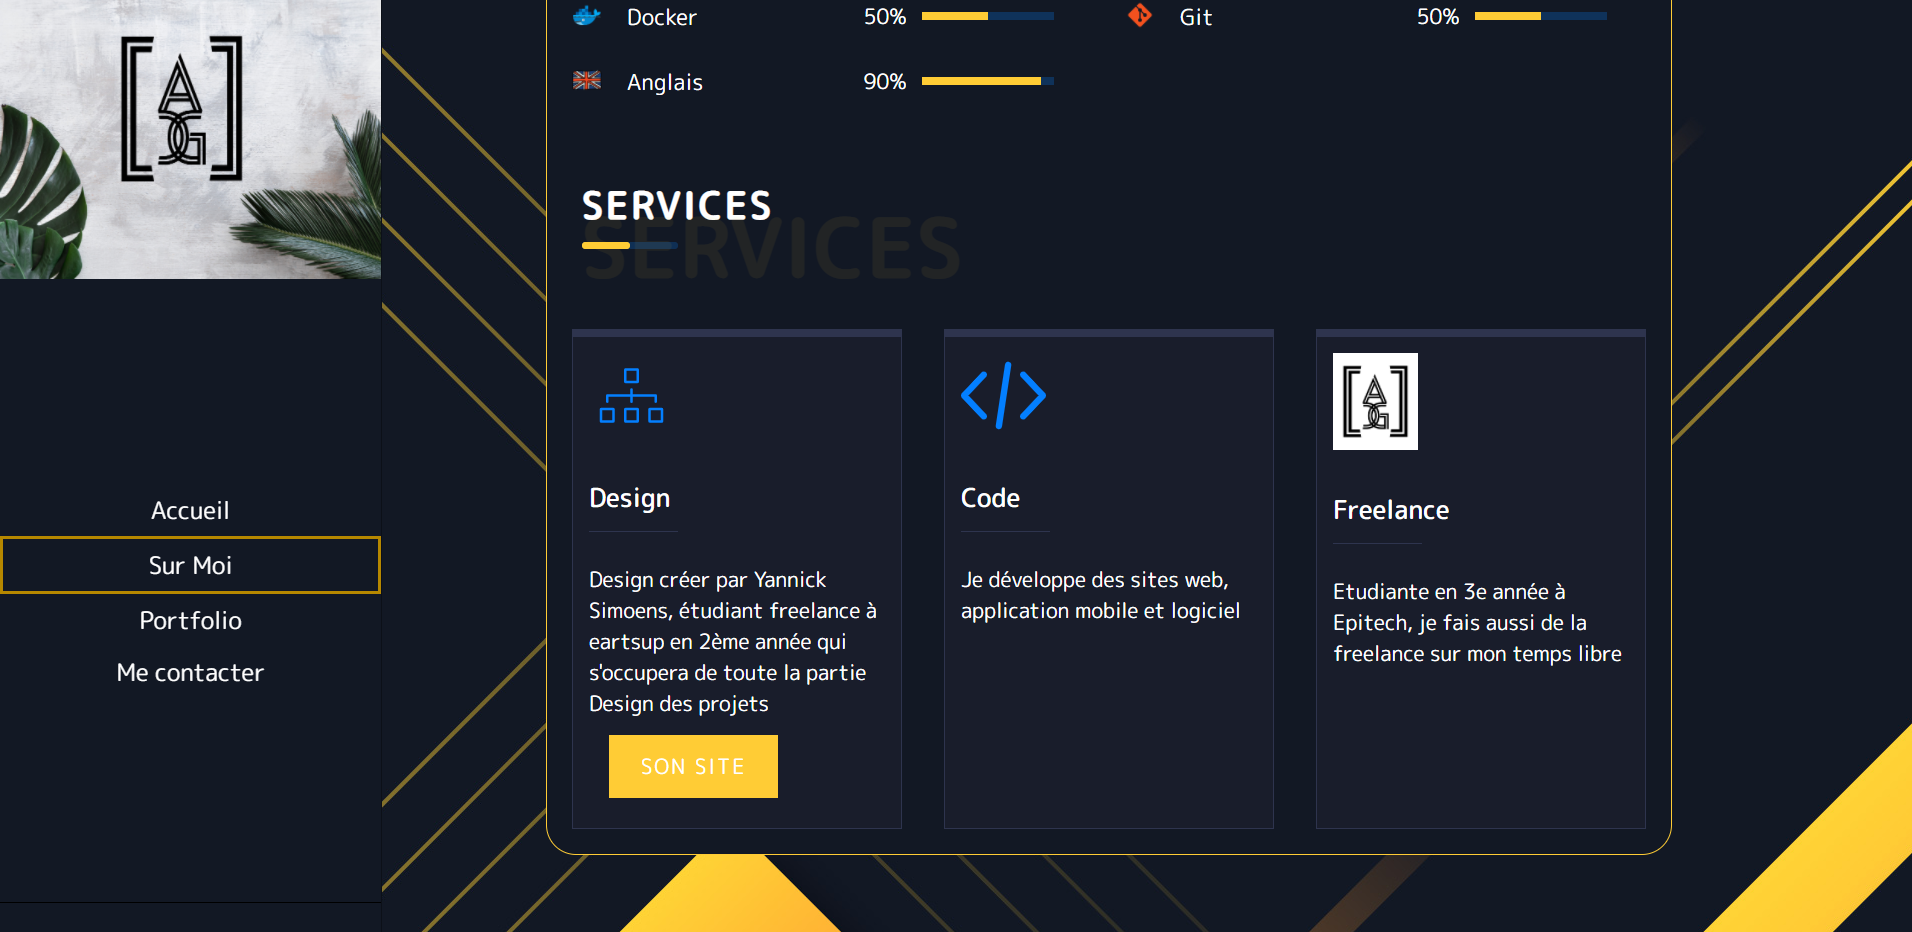 AG
Accueil
Sur Moi
Portfolio
Me contacter
Docker 50%
Git 50%
Anglais 90%
SERVICES
SERVICES
Design
Design créer par Yannick
Simoens, étudiant freelance à
eartsup en 2ème année qui
s'occupera de toute la partie
Design des projets
SON SITE
Code
Je développe des sites web,
application mobile et logiciel
AG
Freelance
Etudiante en 3e année à
Epitech, je fais aussi de la
freelance sur mon temps libre